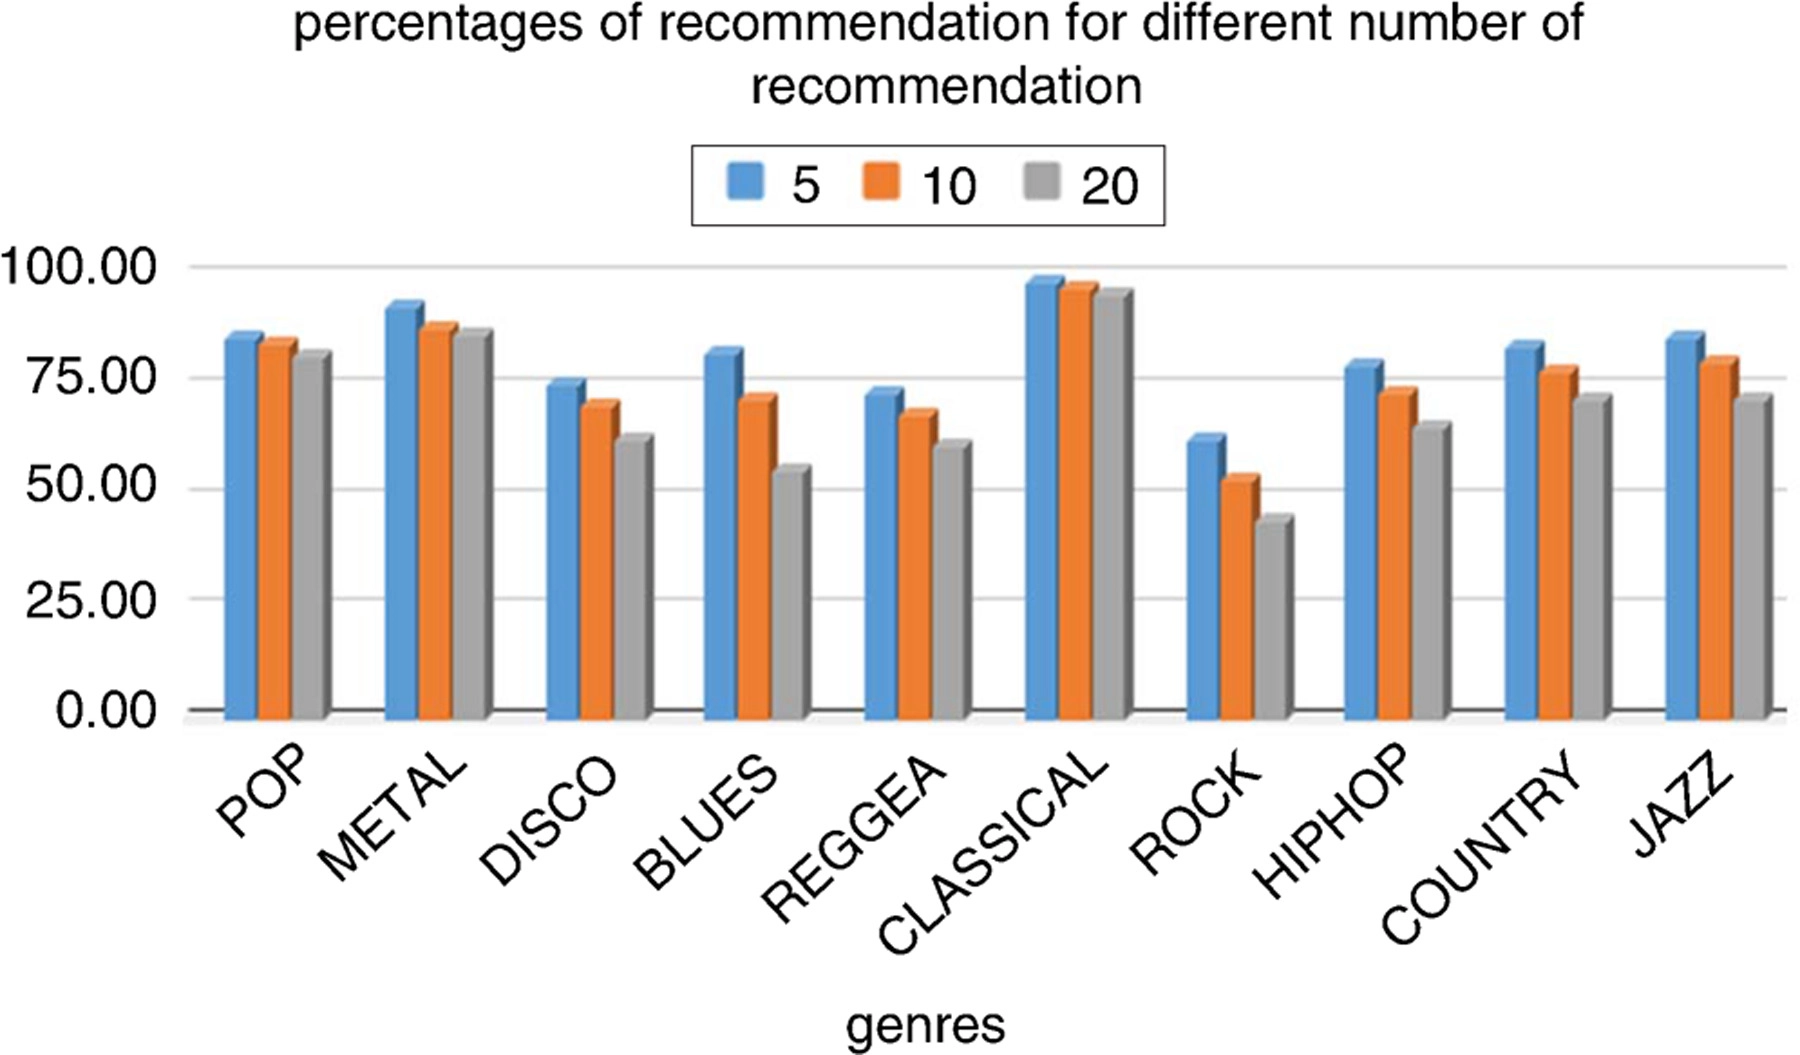 percentages of recommendation for different number of
recommendation
5 10 20
100.00
75.00
50.00
25.00
0.00
POP METAL DISCO BLUES REGGEA CLASSICAL ROCK HIPHOP COUNTRY JAZZ
genres